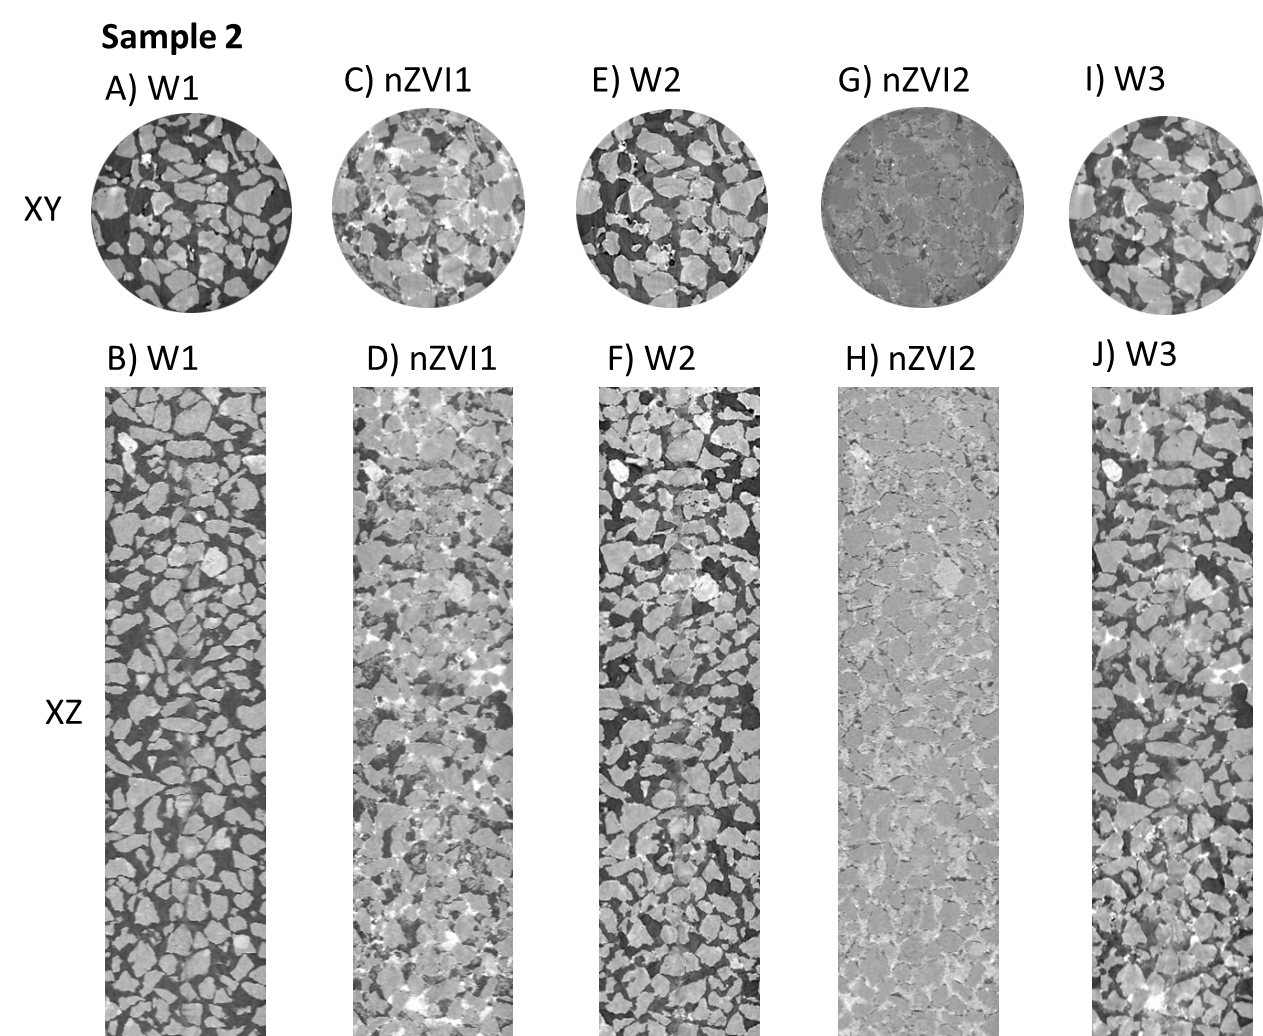 Sample 2
A) W1
C) nZVI1
E) W2
G) nZVI2
I) W3
XY
B) W1
D) nZVI1
F) W2
H) nZVI2
J) W3
XZ